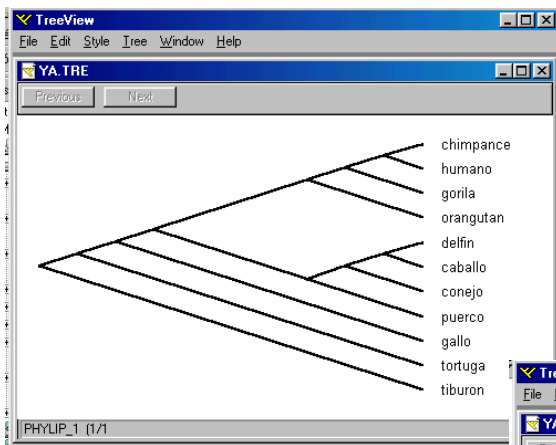 TreeView
File Edit Style Tree Window Help
YA.TRE
Previous Next
chimpance
humano
gorila
orangutan
delfin
caballo
conejo
puerco
gallo
tortuga
tiburon
PHYLIP_1 (1/1